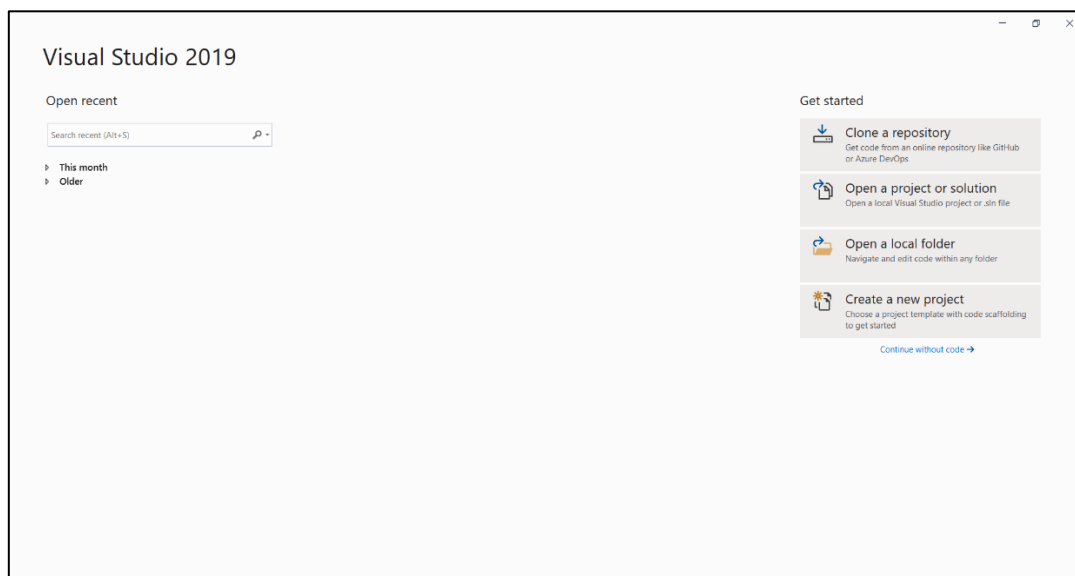 Visual Studio 2019
Open recent
Search recent (Alt+S)
This month
Older
Get started
Clone a repository
Get code from an online repository like GitHub
or Azure DevOps
Open a project or solution
Open a local Visual Studio project or .sln file
Open a local folder
Navigate and edit code within any folder
Create a new project
Choose a project template with code scaffolding
to get started
Continue without code →